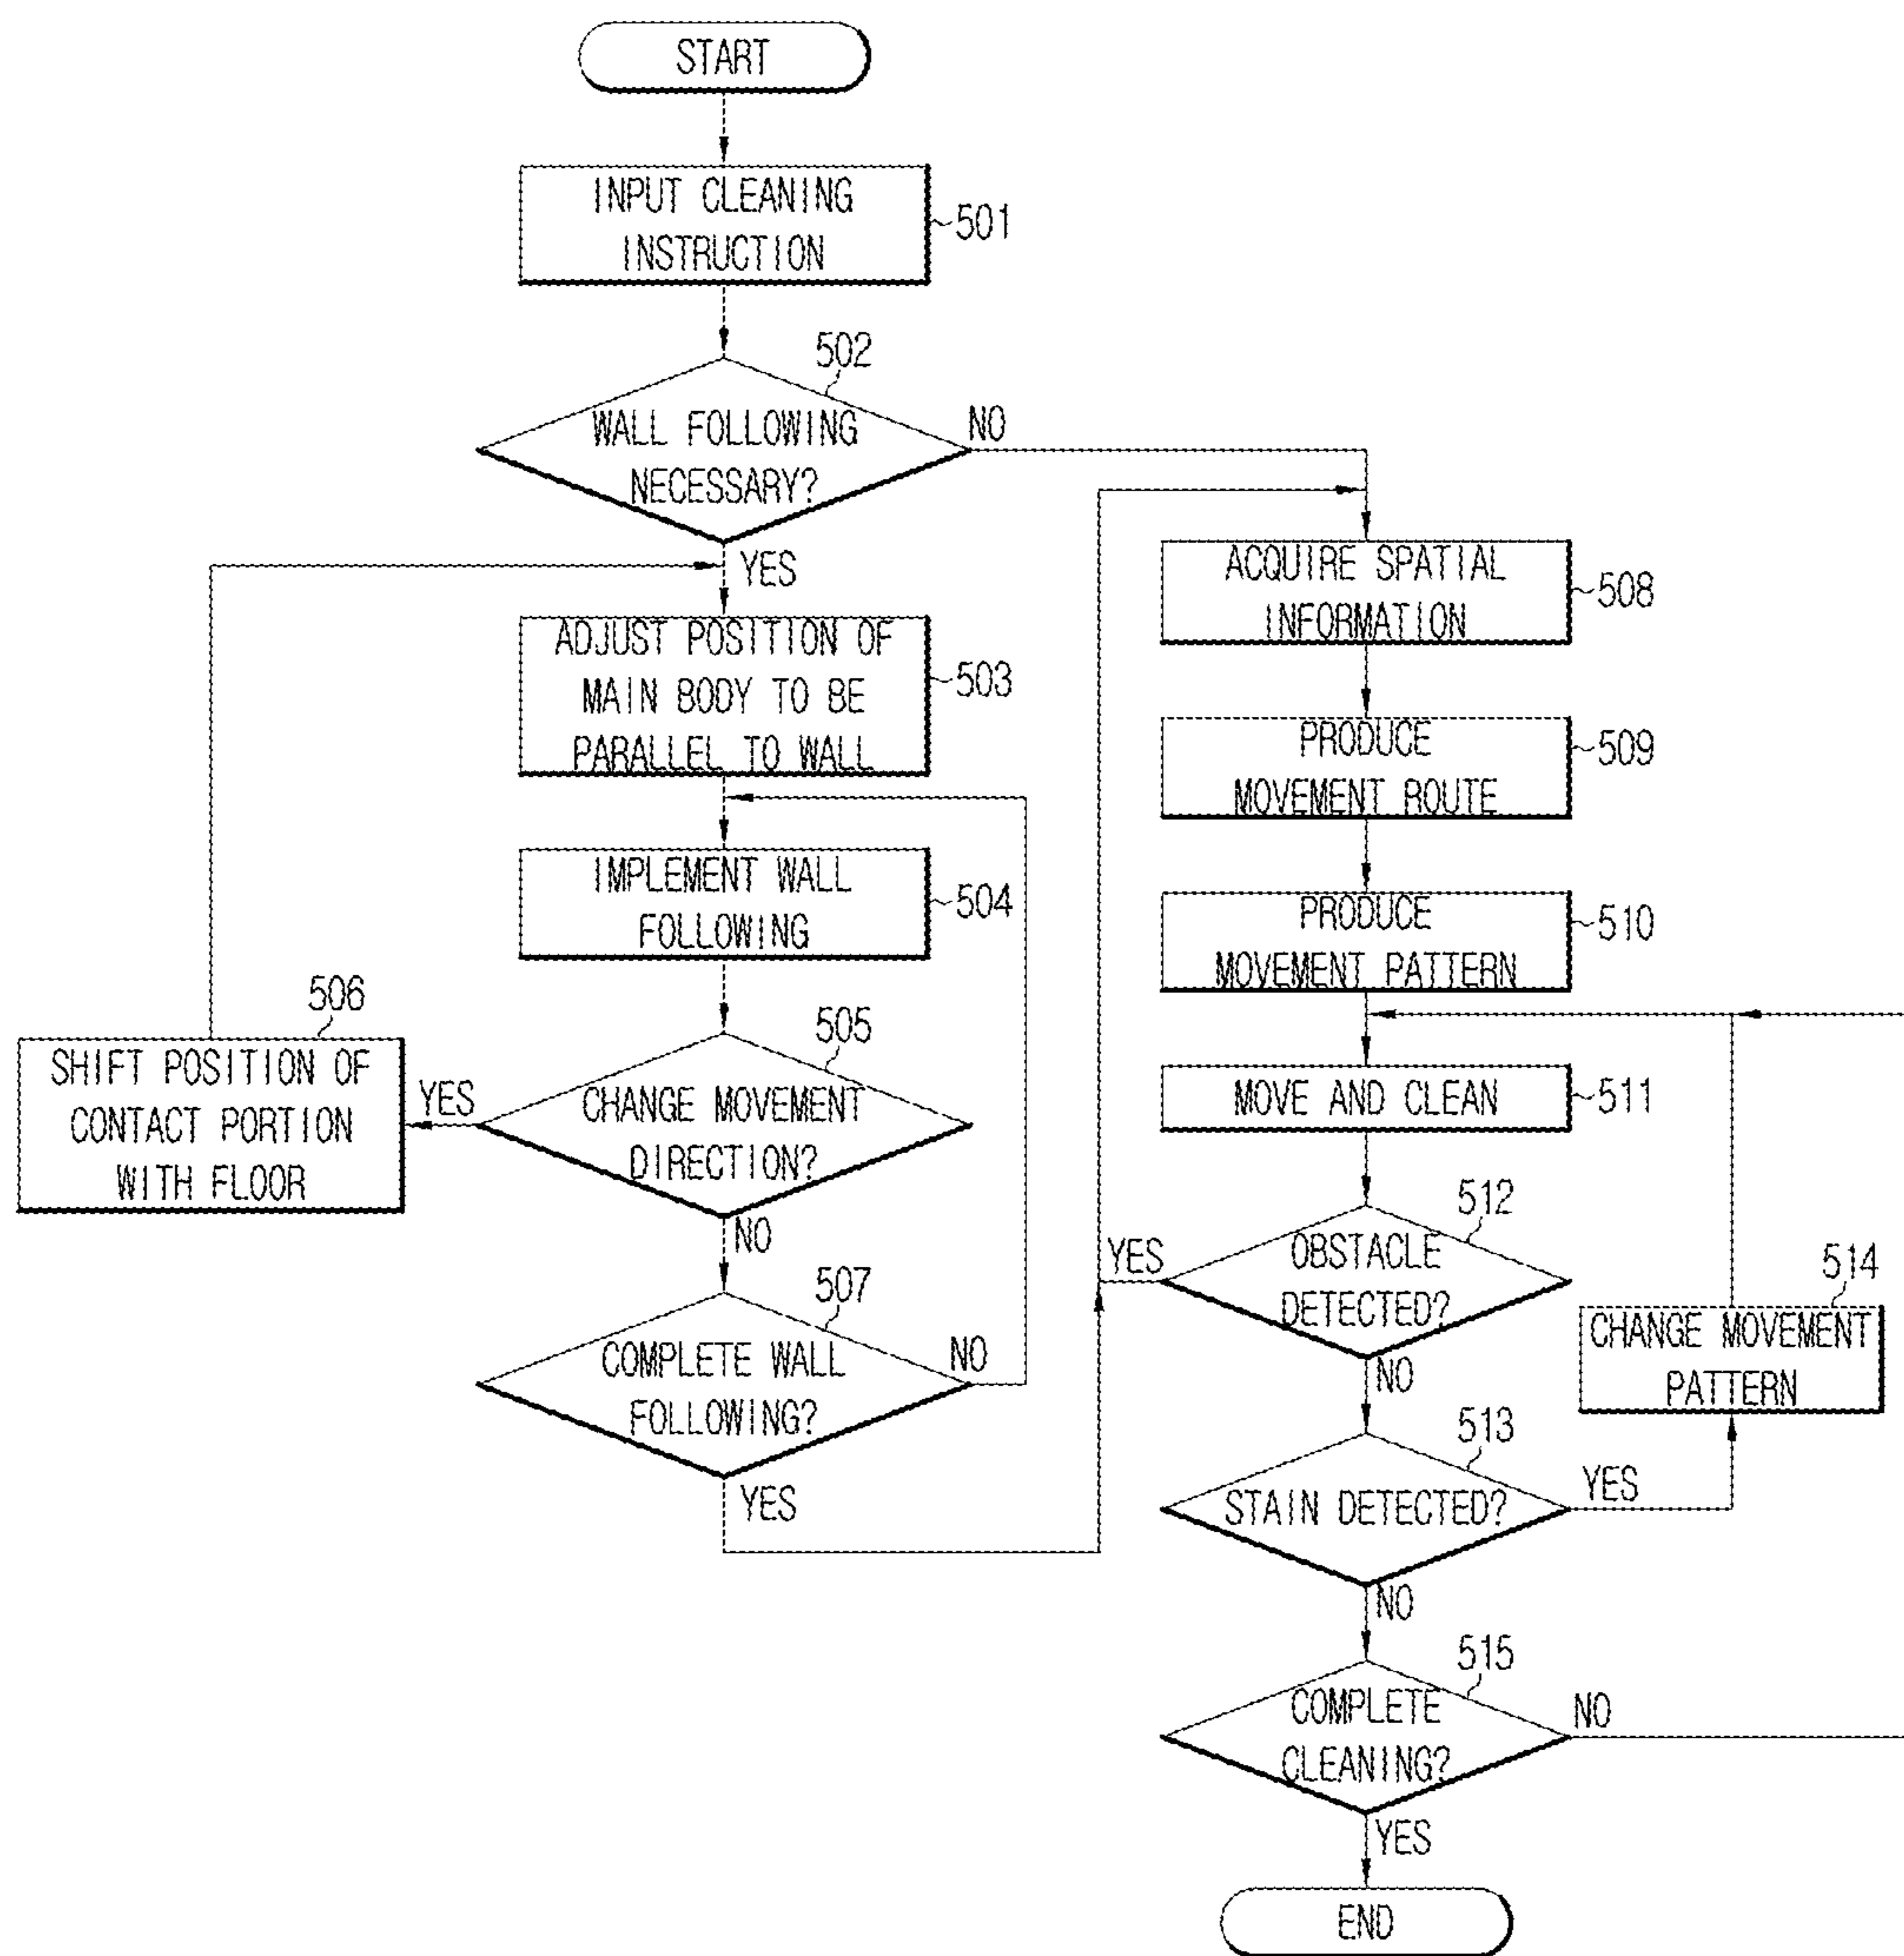 START
INPUT CLEANING
INSTRUCTION
501
502
WALL FOLLOWING
NECESSARY?
NO
YES
ADJUST POSITION OF
MAIN BODY TO BE
PARALLEL TO WALL
503
IMPLEMENT WALL
FOLLOWING
504
505
CHANGE MOVEMENT
DIRECTION?
YES
NO
506
SHIFT POSITION OF
CONTACT PORTION
WITH FLOOR
507
COMPLETE WALL
FOLLOWING?
NO
YES
ACQUIRE SPATIAL
INFORMATION
508
PRODUCE
MOVEMENT ROUTE
509
PRODUCE
MOVEMENT PATTERN
510
MOVE AND CLEAN
511
512
OBSTACLE
DETECTED?
YES
NO
513
STAIN DETECTED?
YES
NO
514
CHANGE MOVEMENT
PATTERN
515
COMPLETE
CLEANING?
NO
YES
END